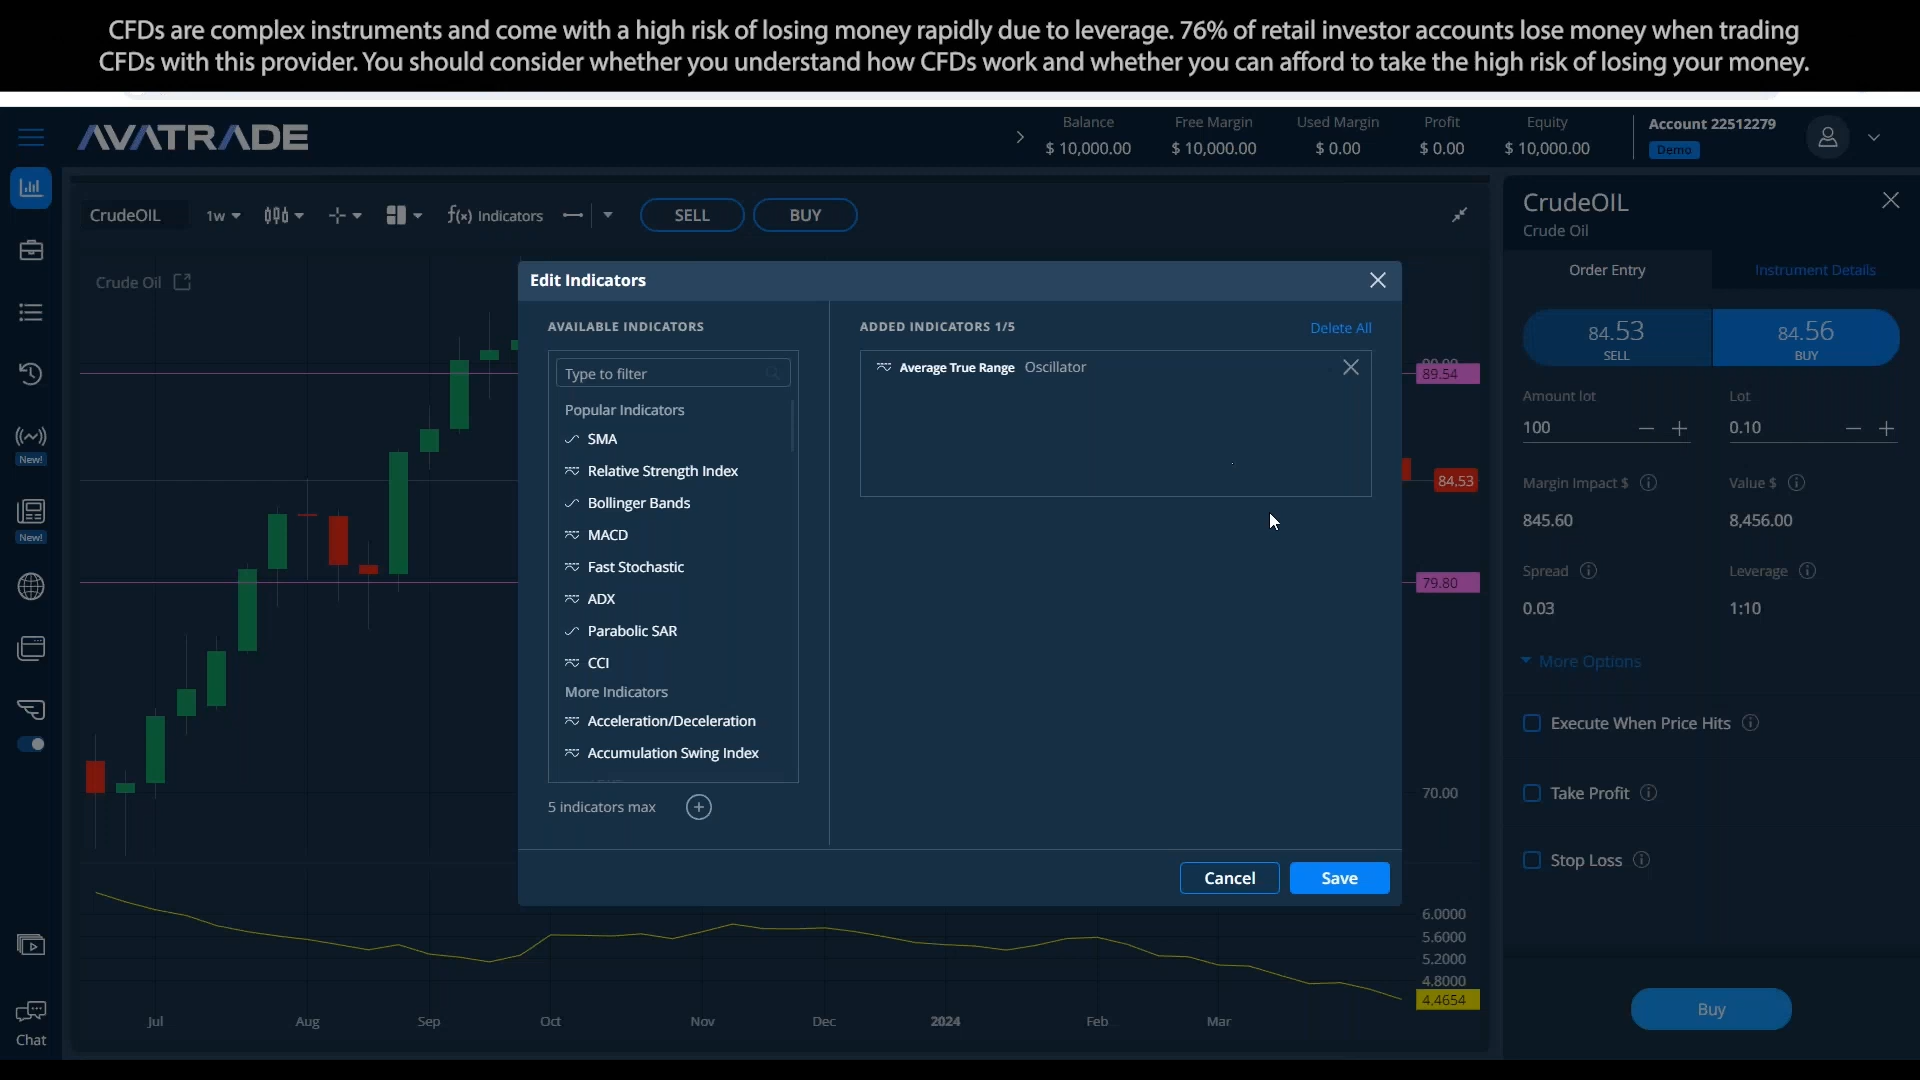 CFDs are complex instruments and come with a high risk of losing money rapidly due to leverage. 76% of retail investor accounts lose money when trading
CFDs with this provider. You should consider whether you understand how CFDs work and whether you can afford to take the high risk of losing your money.
AVATRADE
Balance
$ 10,000.00
Free Margin
$ 10,000.00
Used Margin
$ 0.00
Profit
$ 0.00
Equity
$ 10,000.00
Account 22512279
Demo
CrudeOIL
1w
f(x) Indicators
SELL
BUY
Crude Oil
New!
New!
Chat
Edit Indicators
AVAILABLE INDICATORS
Type to filter
Popular Indicators
SMA
Relative Strength Index
Bollinger Bands
MACD
Fast Stochastic
ADX
Parabolic SAR
CCI
More Indicators
Acceleration/Deceleration
Accumulation Swing Index
5 indicators max
ADDED INDICATORS 1/5
Delete All
Average True Range Oscillator
Cancel
Save
89.54
84.53
79.80
70.00
6.0000
5.6000
5.2000
4.8000
4.4654
Jul
Aug
Sep
Oct
Nov
Dec
2024
Feb
Mar
CrudeOIL
Crude Oil
Order Entry
Instrument Details
84.53
SELL
84.56
BUY
Amount lot
100
Lot
0.10
Margin Impact $
845.60
Value $
8,456.00
Spread
0.03
Leverage
1:10
More Options
Execute When Price Hits
Take Profit
Stop Loss
Buy